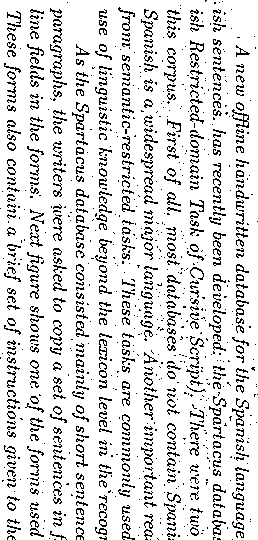 A new offline handwritten database for the Spanish language
ish sentences, has recently been developed: the Spartacus databa
ish Restricted-domain Task of Cursive Script). There were two
this corpus. First of all, most databases do not contain Spani
Spanish is a widespread major language. Another important rea
from semantic-restricted tasks. These tasks are commonly used
use of linguistic knowledge beyond the lexicon level in the recogn
As the Spartacus database consisted mainly of short sentence
paragraphs, the writers were asked to copy a set of sentences in f
line fields in the forms. Next figure shows one of the forms used
These forms also contain a brief set of instructions given to the